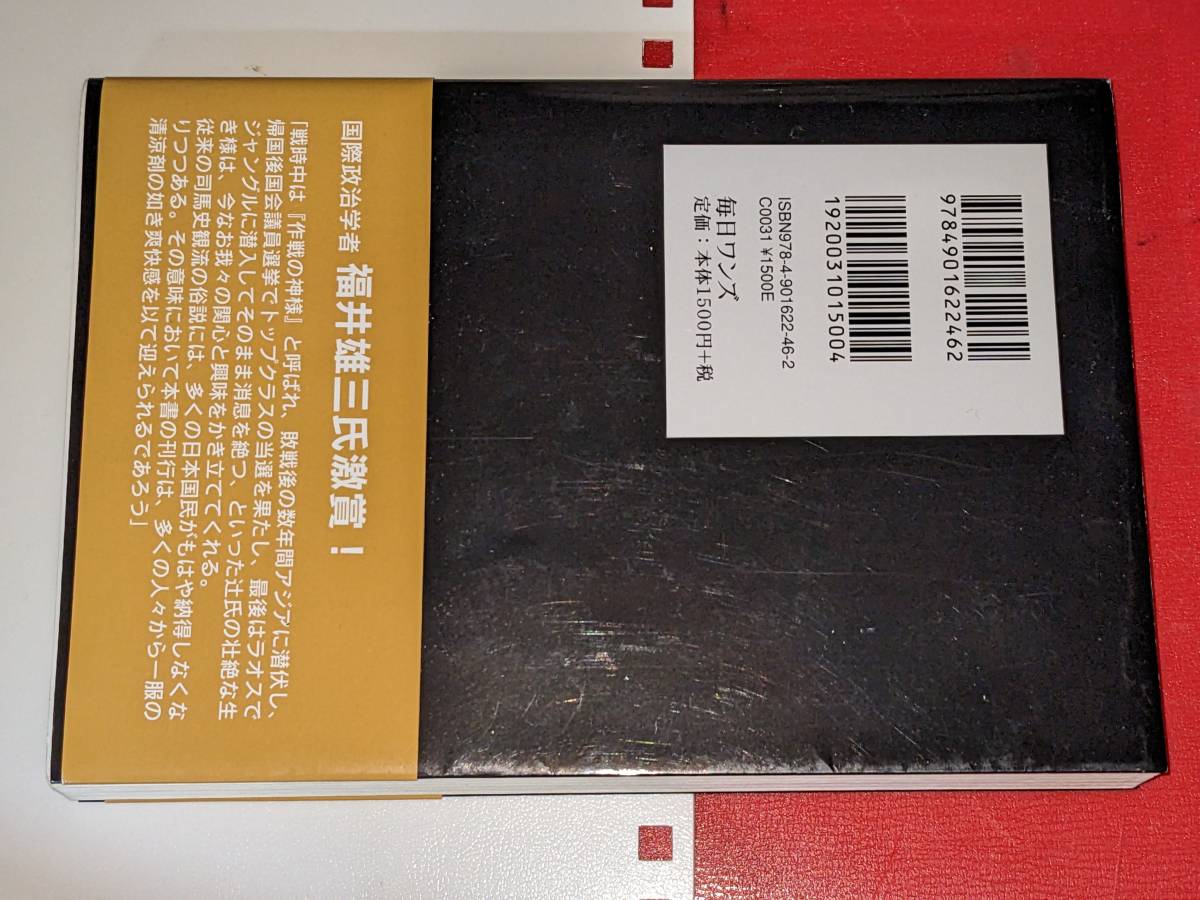 9784901622462
1920031015004
ISBN978-4-901622-46-2
C0031 ¥1500E
毎日ワンズ
定価：本体1500円+税
国際政治学者 福井雄三氏激賞！
「戦時中は『作戦の神様』と呼ばれ、敗戦後の数年間アジアに潜伏し、
帰国後国会議員選挙でトップクラスの当選を果たし、最後はラオスで
ジャングルに潜入してそのまま消息を絶つ、といった辻氏の壮絶な生
き様は、今なお我々の関心と興味をかき立ててくれる。
従来の司馬史観流の俗説には、多くの日本国民がもはや納得しなくな
りつつある。その意味において本書の刊行は、多くの人々から一服の
清涼剤の如き爽快感を以て迎えられるであろう」